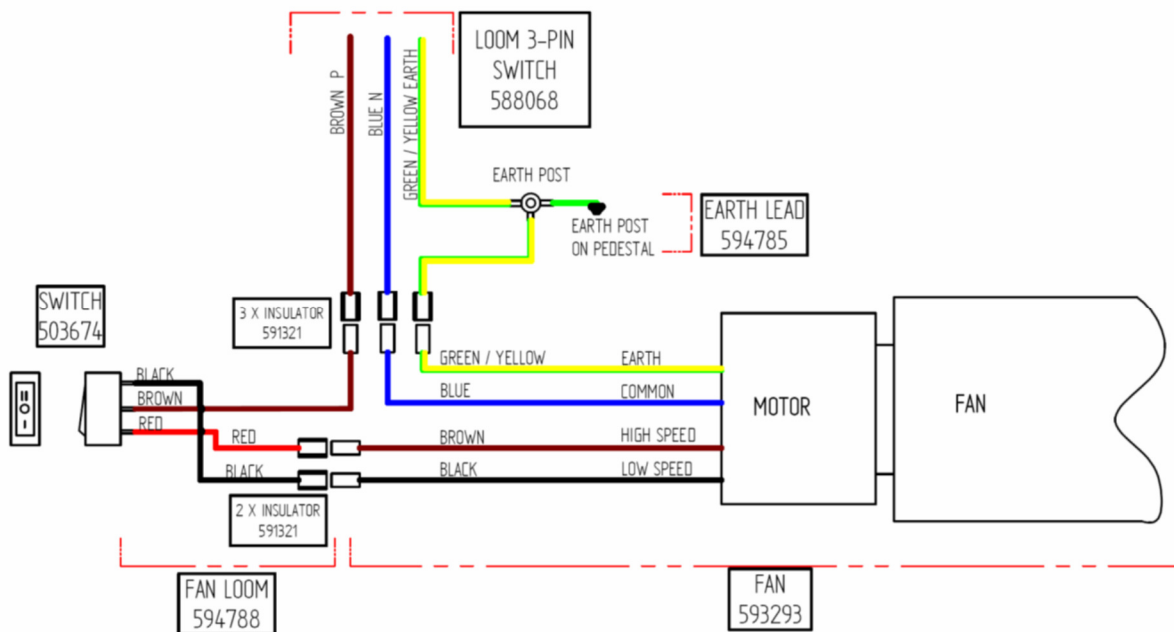 LOOM 3-PIN
SWITCH
588068
BROWN P
BLUE N
GREEN / YELLOW EARTH
EARTH POST
EARTH POST
ON PEDESTAL
EARTH LEAD
594785
SWITCH
503674
3 X INSULATOR
591321
BLACK
BROWN
RED
GREEN / YELLOW
EARTH
BLUE
COMMON
RED
BROWN
HIGH SPEED
BLACK
BLACK
LOW SPEED
MOTOR
FAN
2 X INSULATOR
591321
FAN LOOM
594788
FAN
593293